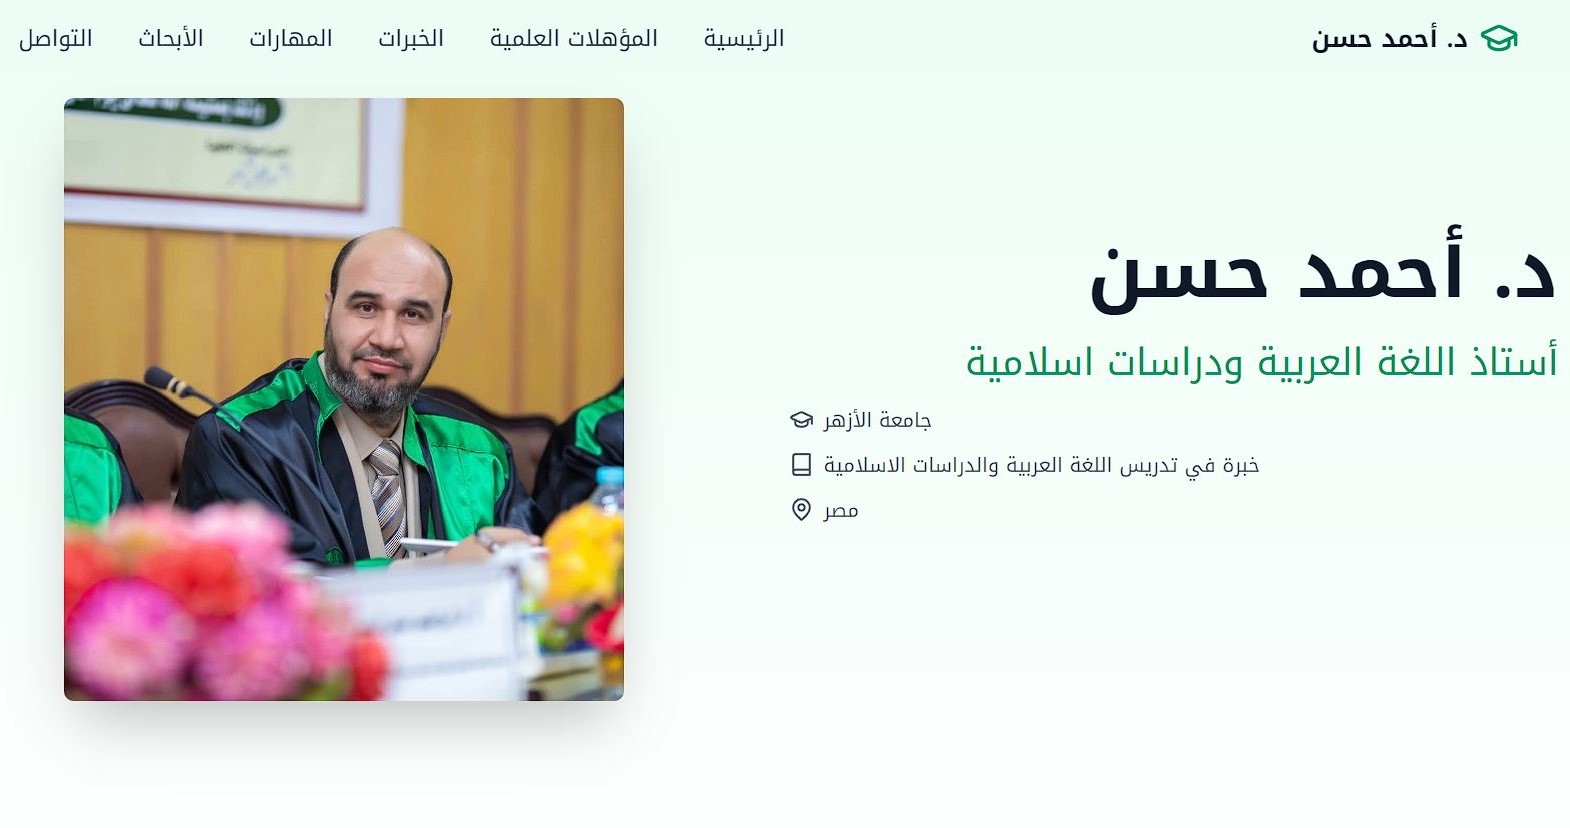 د. أحمد حسن
الرئيسية
المؤهلات العلمية
الخبرات
المهارات
الأبحاث
التواصل
د. أحمد حسن
أستاذ اللغة العربية ودراسات اسلامية
جامعة الأزهر
خبرة في تدريس اللغة العربية والدراسات الاسلامية
مصر